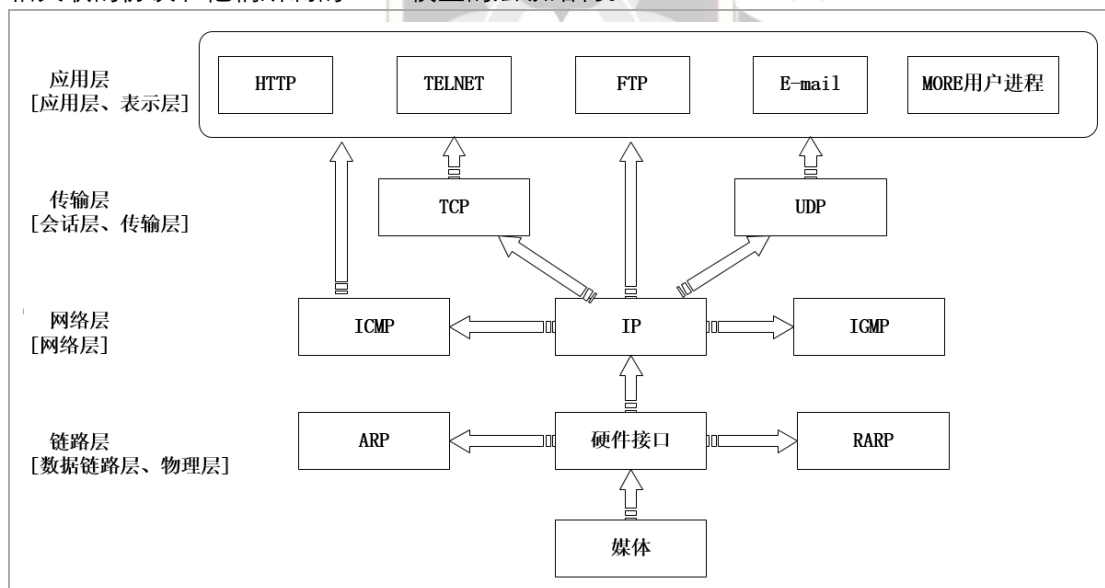 应用层
[应用层、表示层]
HTTP
TELNET
FTP
E-mail
MORE用户进程
传输层
[会话层、传输层]
TCP
UDP
网络层
[网络层]
ICMP
IP
IGMP
链路层
[数据链路层、物理层]
ARP
硬件接口
RARP
媒体